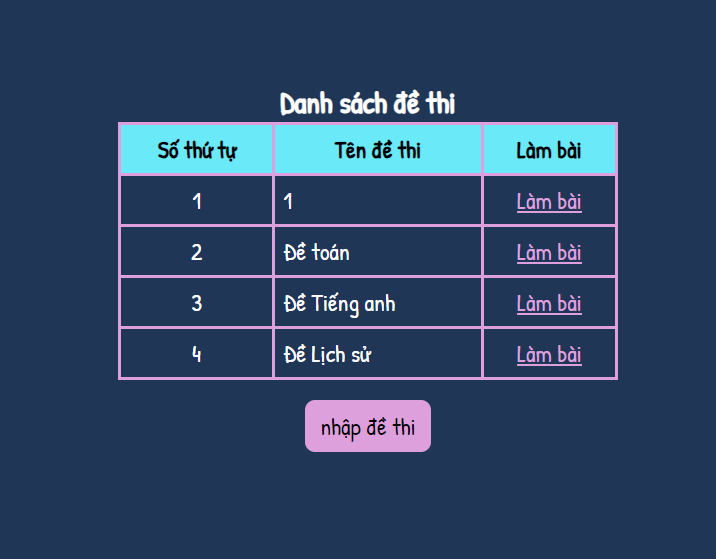 Danh sách đề thi
Số thứ tự Tên đề thi Làm bài
1 1 Làm bài
2 Đề toán Làm bài
3 Đề Tiếng anh Làm bài
4 Đề Lịch sử Làm bài
nhập đề thi